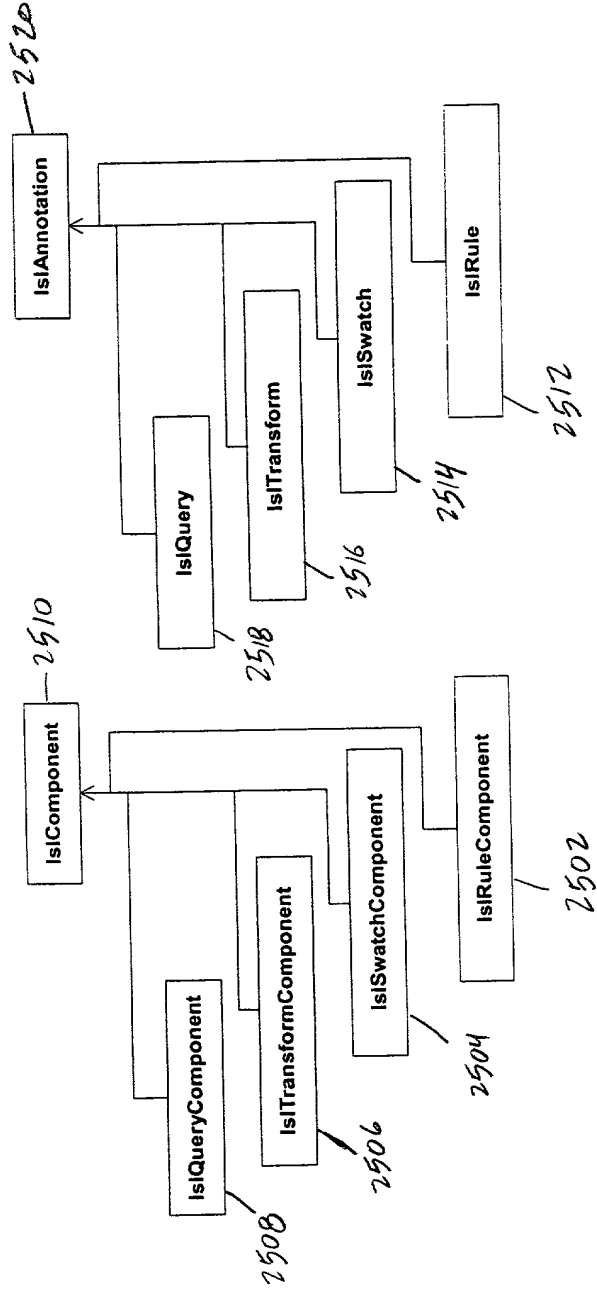 IslComponent
2510
IslQueryComponent
2508
IslTransformComponent
2506
IslSwatchComponent
2504
IslRuleComponent
2502
IslAnnotation
2520
IslQuery
2518
IslTransform
2516
IslSwatch
2514
IslRule
2512